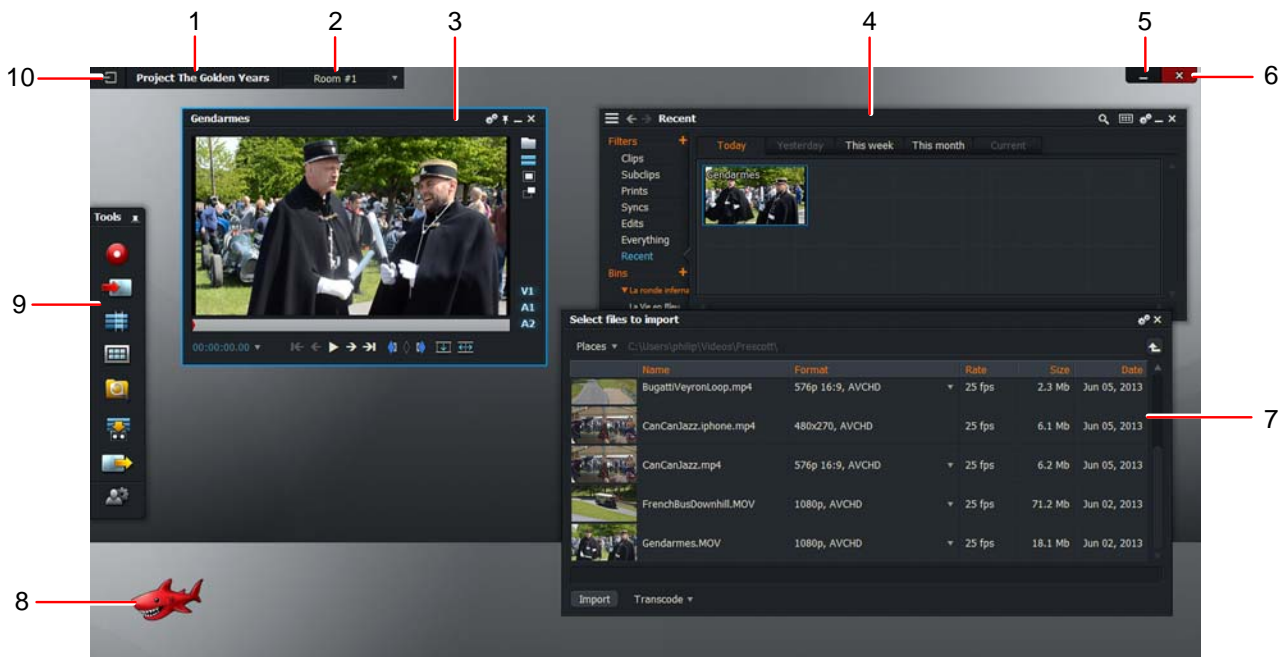 1
2
3
4
5
10
Project The Golden Years
Room #1
6
Gendarmes
Recent
Filters +
Today
Yesterday
This week
This month
Current
Clips
Subclips
Gendarmes
Prints
Syncs
Edits
Everything
Recent
Bins +
La ronde inferna
La Vie en Bleu
Tools
9
V1
A1
A2
00:00:00.00
Select files to import
Places
C:\Users\philip\Videos\Prescott\
Name Format Rate Size Date
BugattiVeyronLoop.mp4 576p 16:9, AVCHD 25 fps 2.3 Mb Jun 05, 2013
7
CanCanJazz.iphone.mp4 480x270, AVCHD 25 fps 6.1 Mb Jun 05, 2013
CanCanJazz.mp4 576p 16:9, AVCHD 25 fps 6.2 Mb Jun 05, 2013
FrenchBusDownhill.MOV 1080p, AVCHD 25 fps 71.2 Mb Jun 02, 2013
Gendarmes.MOV 1080p, AVCHD 25 fps 18.1 Mb Jun 02, 2013
8
Import
Transcode